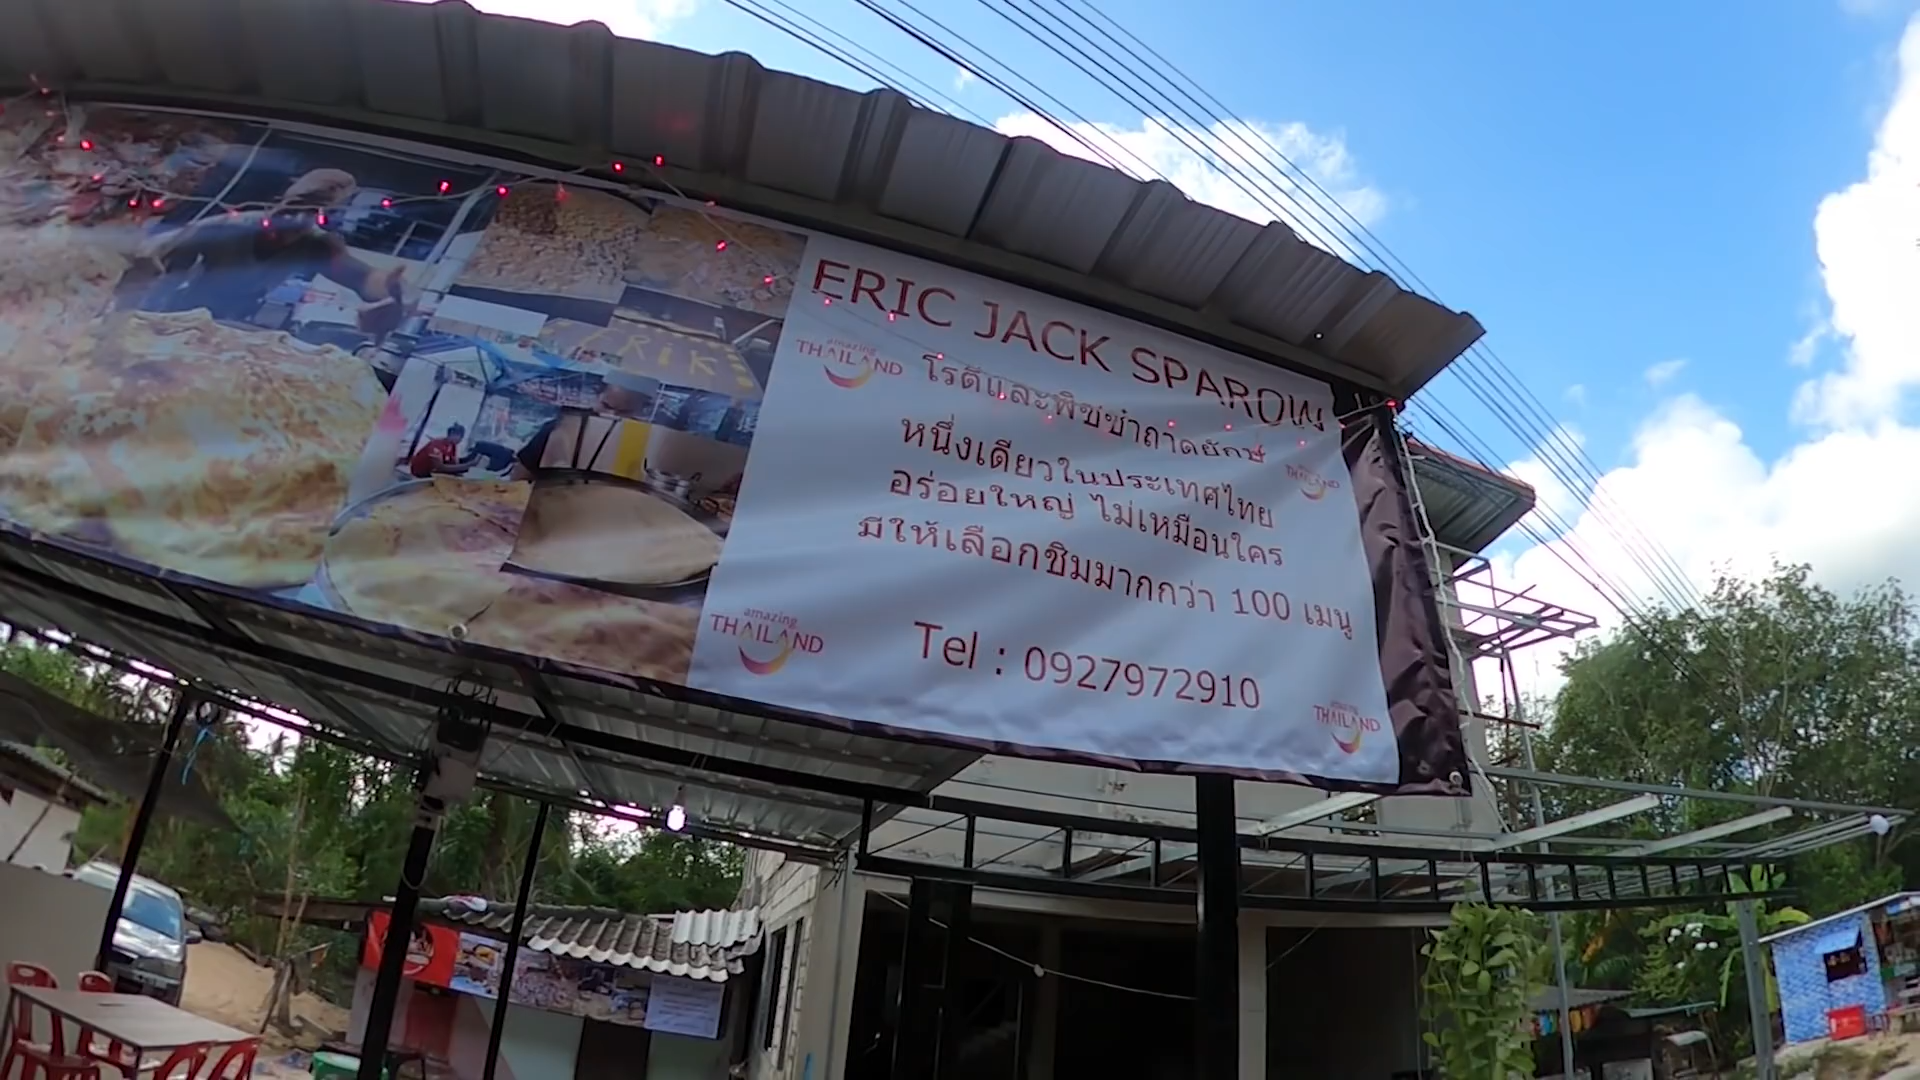 ERIC JACK SPAROW
amazing
THAILAND
โรตีและพิซซ่าถาดยักษ์
หนึ่งเดียวในประเทศไทย
THAILAND
อร่อยใหญ่ ไม่เหมือนใคร
มีให้เลือกชิมมากกว่า 100 เมนู
amazing
THAILAND
Tel : 0927972910
amazing
THAILAND
ERIK